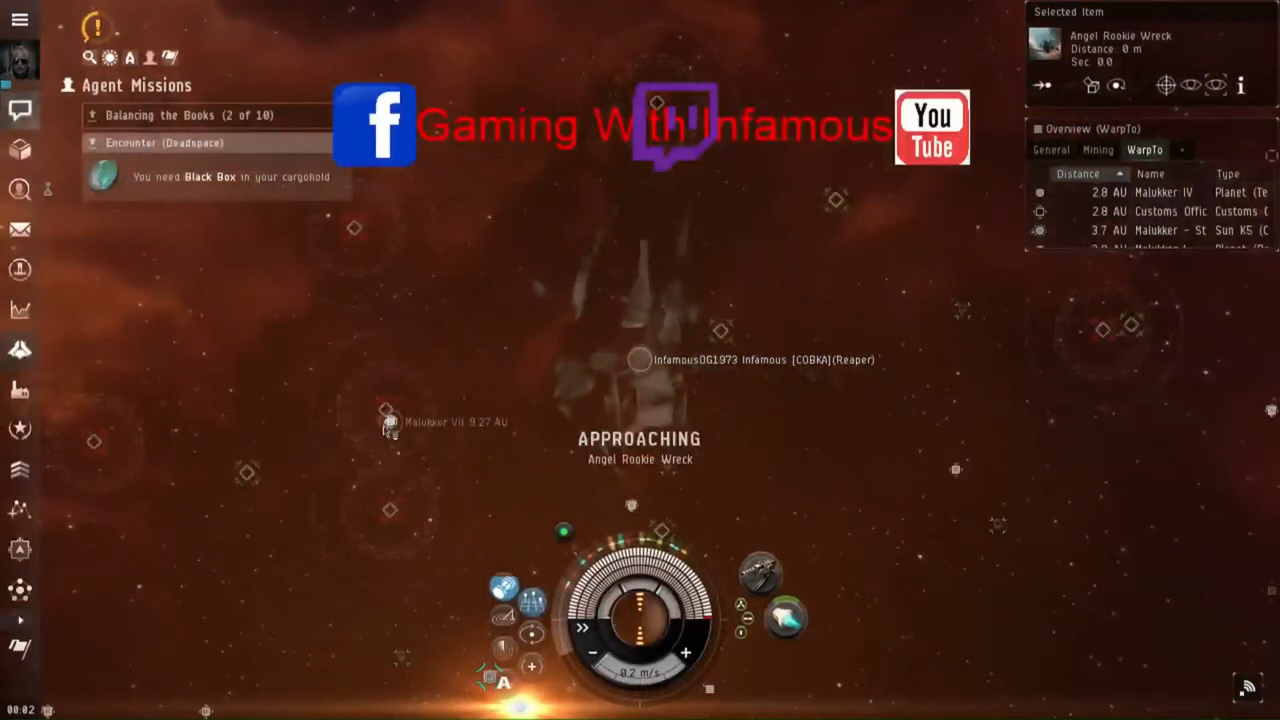 Agent Missions
Balancing the Books (2 of 10)
Encounter (Deadspace)
You need Black Box in your cargohold
f Gaming With Infamous You Tube
Selected Item
Angel Rookie Wreck
Distance: 0 m
Sec. 0.0
Overview (WarpTo)
General Mining WarpTo
Distance Name Type
2.8 AU Malukker IV Planet (Te
2.8 AU Customs Offic Customs O
3.7 AU Malukker - St Sun K5 (O
InfamousOG1973 Infamous [COBKA](Reaper)
Malukker VII 9.27 AU
APPROACHING
Angel Rookie Wreck
0.2 m/s
A
00:02